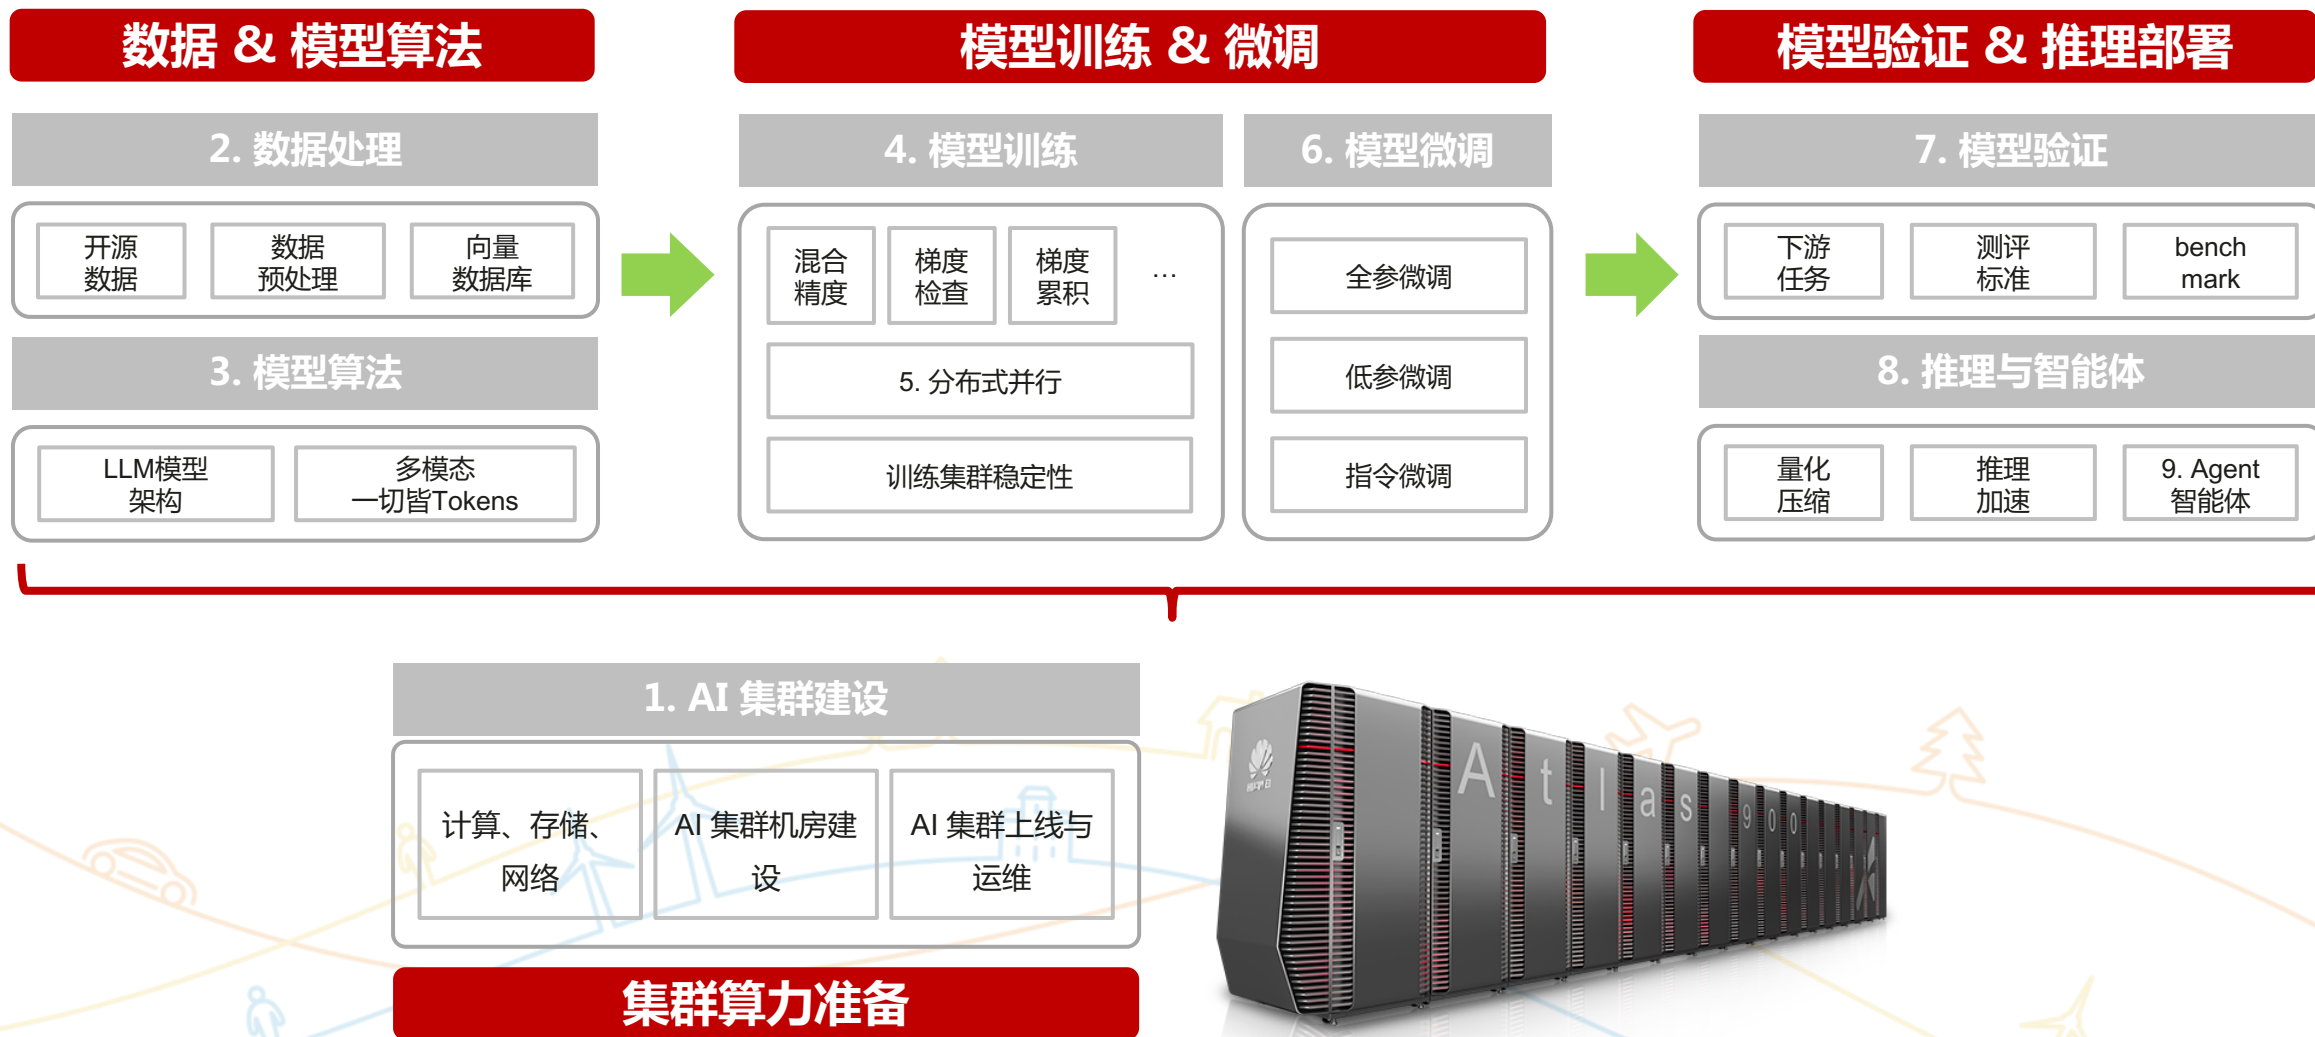 数据 & 模型算法
模型训练 & 微调
模型验证 & 推理部署
2. 数据处理
开源
数据
数据
预处理
向量
数据库
3. 模型算法
LLM模型
架构
多模态
一切皆Tokens
4. 模型训练
混合
精度
梯度
检查
梯度
累积
...
5. 分布式并行
训练集群稳定性
6. 模型微调
全参微调
低参微调
指令微调
7. 模型验证
下游
任务
测评
标准
bench
mark
8. 推理与智能体
量化
压缩
推理
加速
9. Agent
智能体
1. AI 集群建设
计算、存储、
网络
AI 集群机房建
设
AI 集群上线与
运维
集群算力准备
HUAWEI
Atlas 900